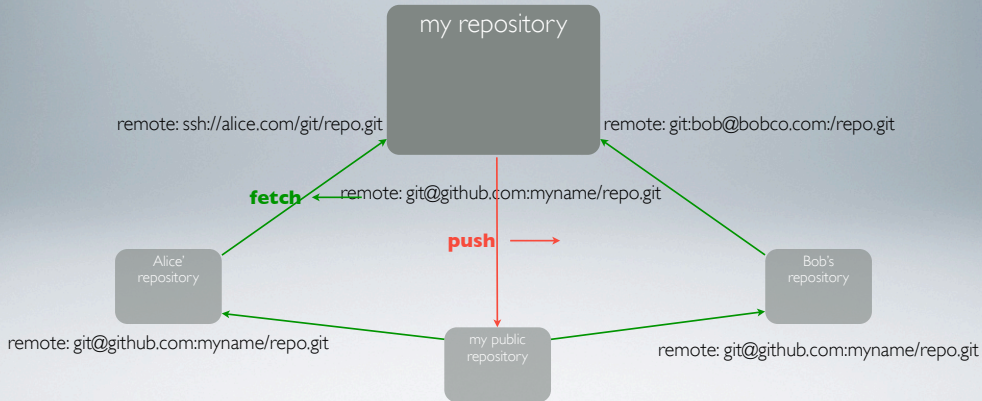 my repository
remote: ssh://alice.com/git/repo.git
remote: git:bob@bobco.com:/repo.git
fetch
remote: git@github.com:myname/repo.git
push
Alice'
repository
Bob's
repository
remote: git@github.com:myname/repo.git
my public
repository
remote: git@github.com:myname/repo.git